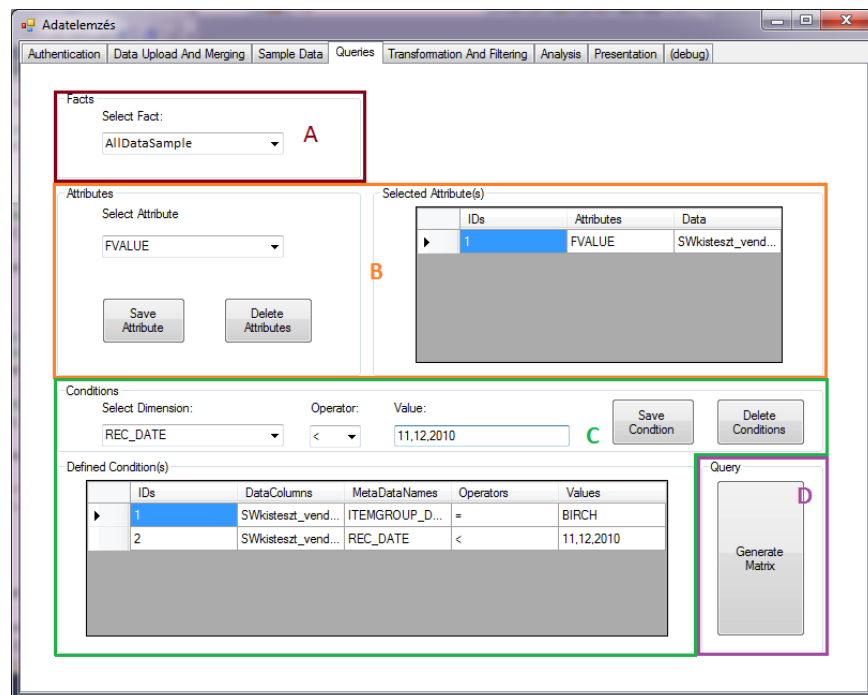 Adatelemzés
Authentication Data Upload And Merging Sample Data Queries Transformation And Filtering Analysis Presentation (debug)
Facts
Select Fact:
AllDataSample
A
Attributes
Select Attribute
FVALUE
Save Attribute
Delete Attributes
B
Selected Attribute(s)
IDs Attributes Data
1 FVALUE SWkisteszt_vend...
Conditions
Select Dimension: Operator: Value:
REC_DATE < 11,12,2010
C
Save Condtion
Delete Conditions
Defined Condition(s)
IDs DataColumns MetaDataNames Operators Values
1 SWkisteszt_vend... ITEMGROUP_D... = BIRCH
2 SWkisteszt_vend... REC_DATE < 11,12,2010
Query
D
Generate Matrix